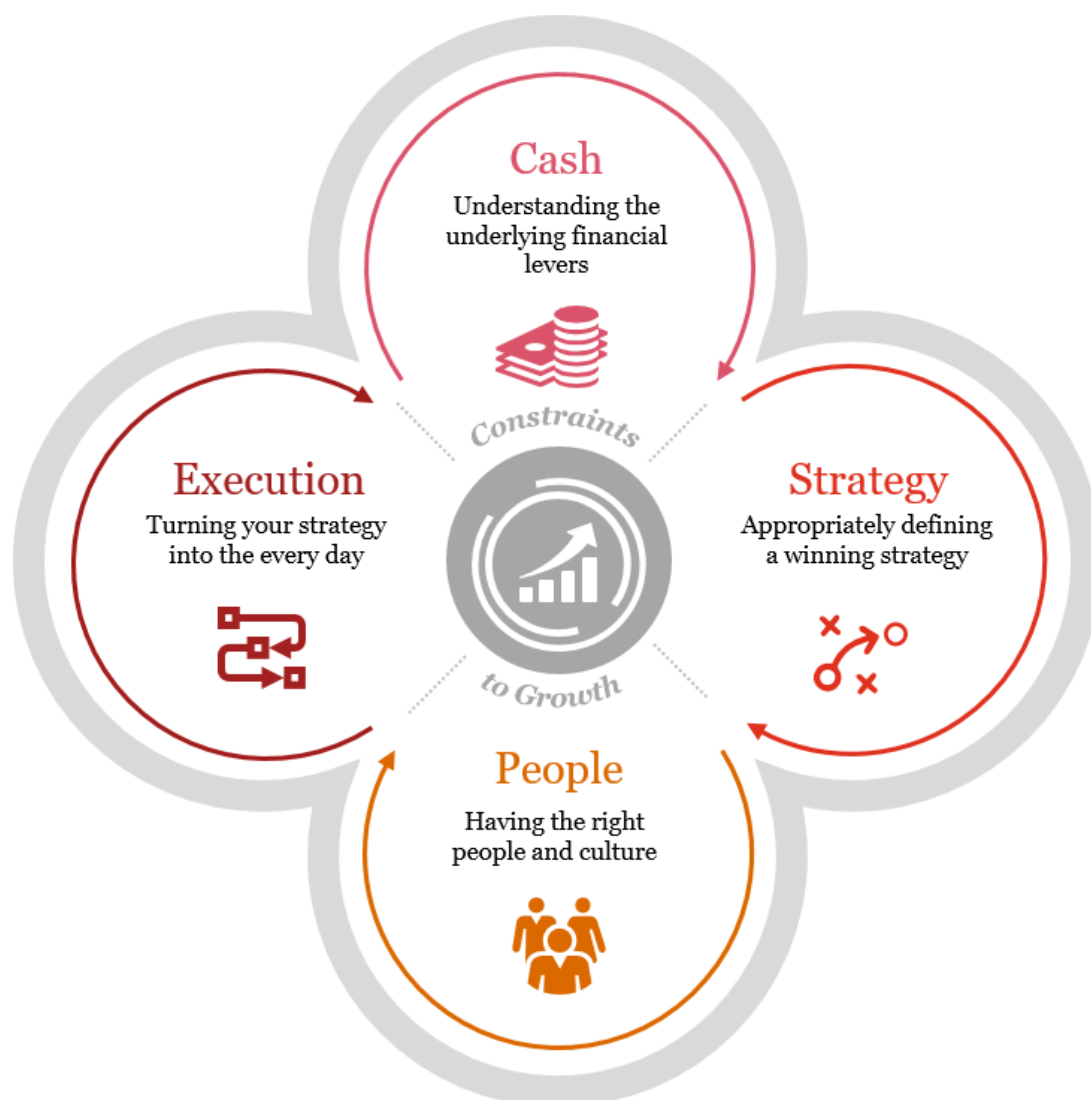 Cash
Understanding the
underlying financial
levers
Constraints
to Growth
Execution
Turning your strategy
into the every day
Strategy
Appropriately defining
a winning strategy
People
Having the right
people and culture